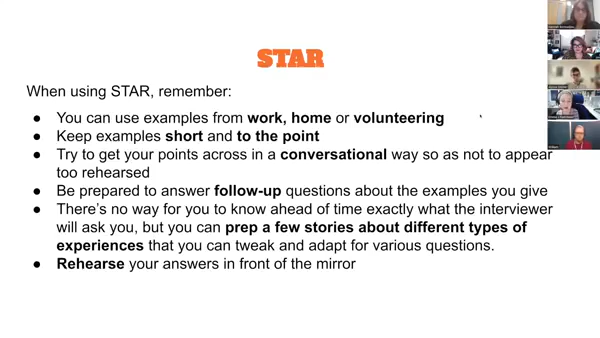 STAR
When using STAR, remember:
● You can use examples from work, home or volunteering
● Keep examples short and to the point
● Try to get your points across in a conversational way so as not to appear
too rehearsed
● Be prepared to answer follow-up questions about the examples you give
● There’s no way for you to know ahead of time exactly what the interviewer
will ask you, but you can prep a few stories about different types of
experiences that you can tweak and adapt for various questions.
● Rehearse your answers in front of the mirror